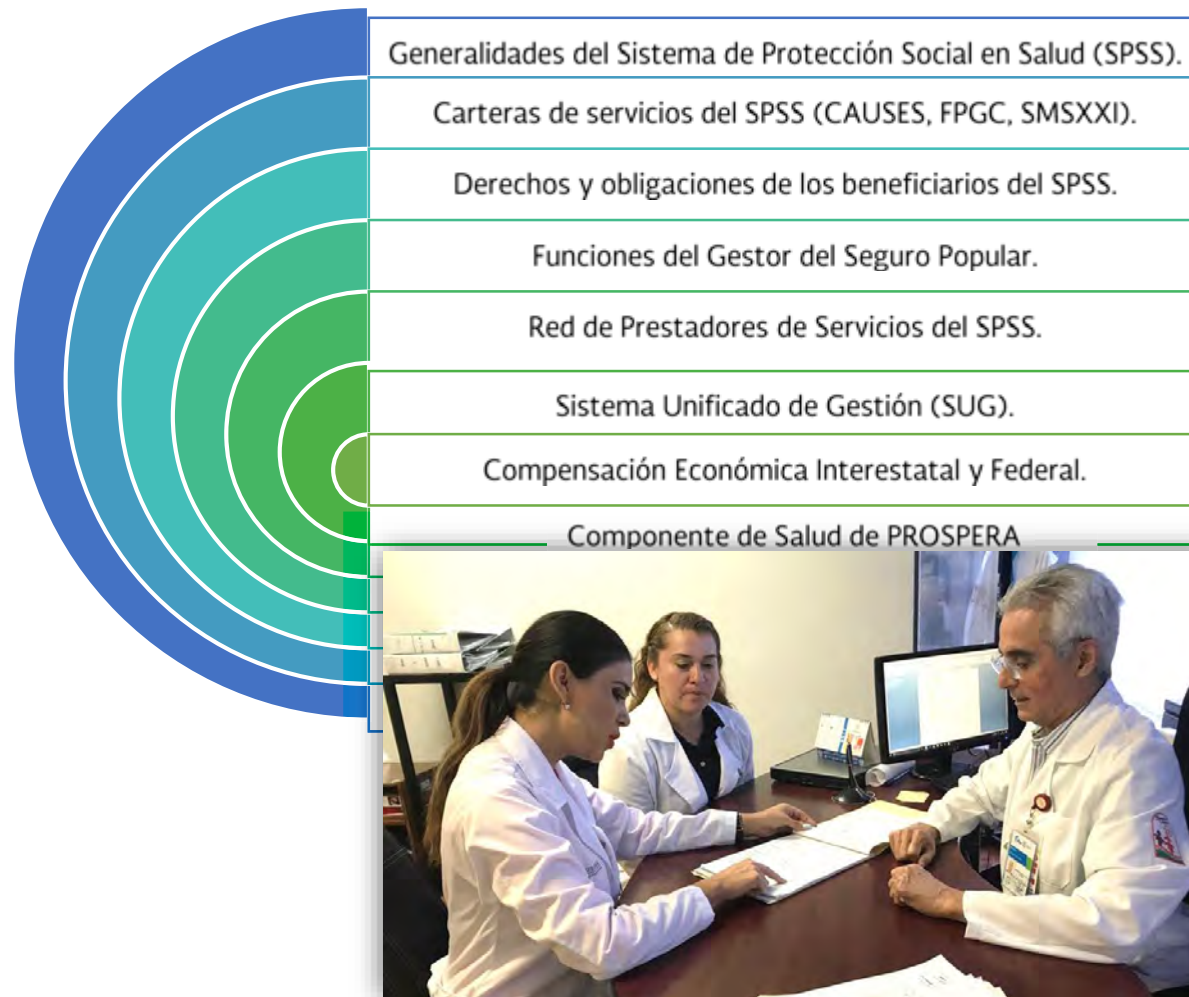 Generalidades del Sistema de Protección Social en Salud (SPSS).
Carteras de servicios del SPSS (CAUSES, FPGC, SMSXXI).
Derechos y obligaciones de los beneficiarios del SPSS.
Funciones del Gestor del Seguro Popular.
Red de Prestadores de Servicios del SPSS.
Sistema Unificado de Gestión (SUG).
Compensación Económica Interestatal y Federal.
Componente de Salud de PROSPERA